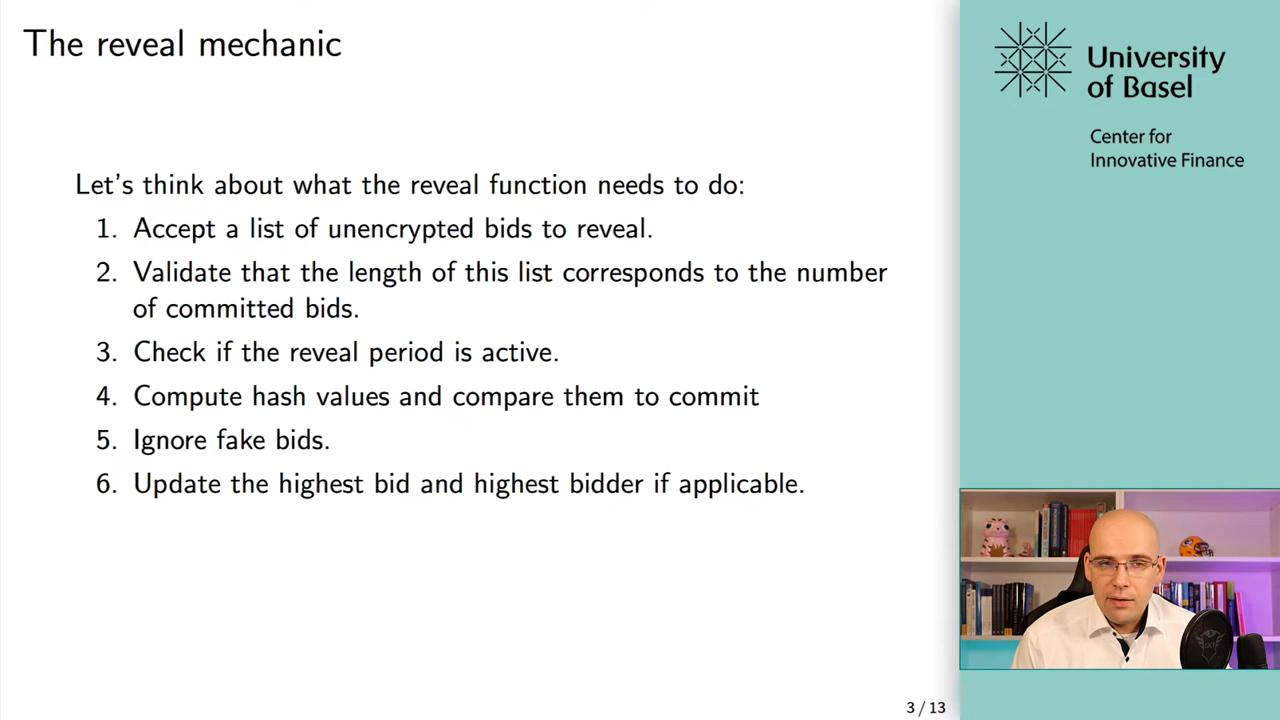 The reveal mechanic
Let's think about what the reveal function needs to do:
1. Accept a list of unencrypted bids to reveal.
2. Validate that the length of this list corresponds to the number
of committed bids.
3. Check if the reveal period is active.
4. Compute hash values and compare them to commit
5. Ignore fake bids.
6. Update the highest bid and highest bidder if applicable.
3 / 13
University
of Basel
Center for
Innovative Finance